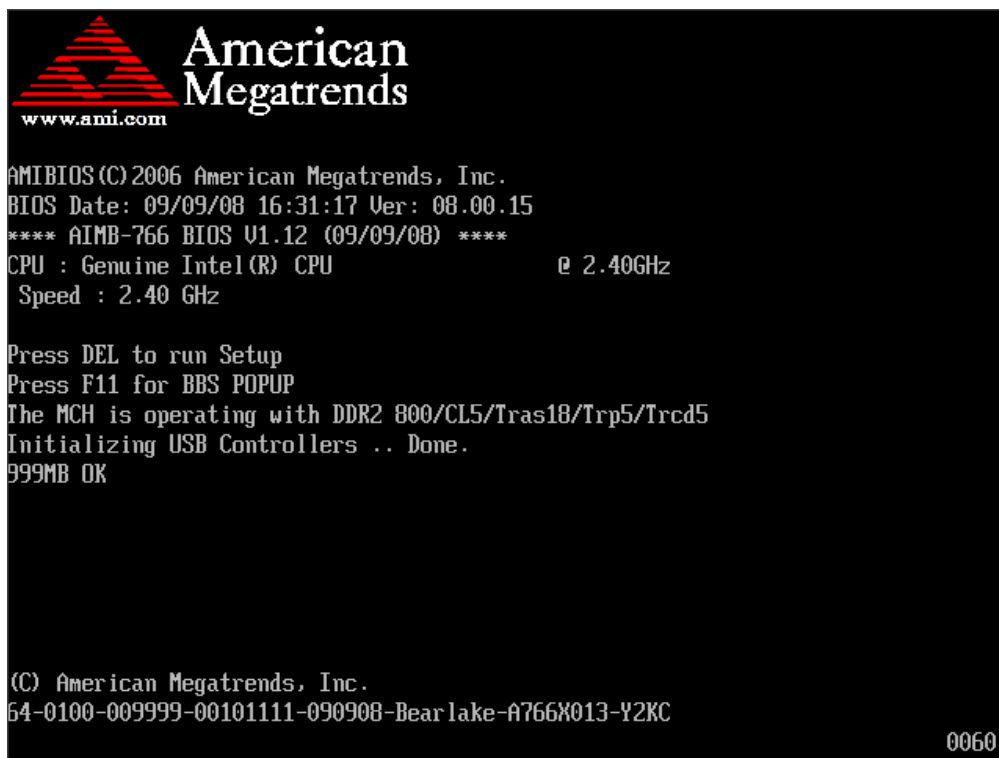 American
Megatrends
www.ami.com
AMIBIOS(C)2006 American Megatrends, Inc.
BIOS Date: 09/09/08 16:31:17 Ver: 08.00.15
**** AIMB-766 BIOS V1.12 (09/09/08) ****
CPU : Genuine Intel(R) CPU @ 2.40GHz
Speed : 2.40 GHz
Press DEL to run Setup
Press F11 for BBS POPUP
The MCH is operating with DDR2 800/CL5/Tras18/Trp5/Trcd5
Initializing USB Controllers .. Done.
999MB OK
(C) American Megatrends, Inc.
64-0100-009999-00101111-090908-Bearlake-A766X013-Y2KC
0060